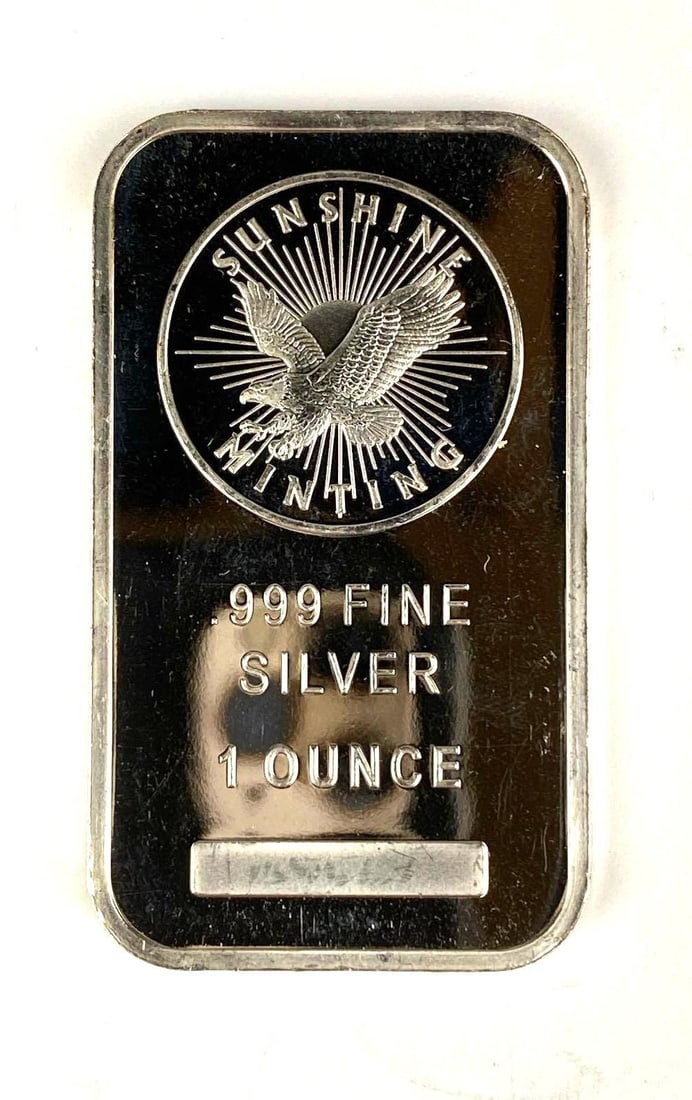 SUNSHINE
MINTING
.999 FINE
SILVER
1 OUNCE